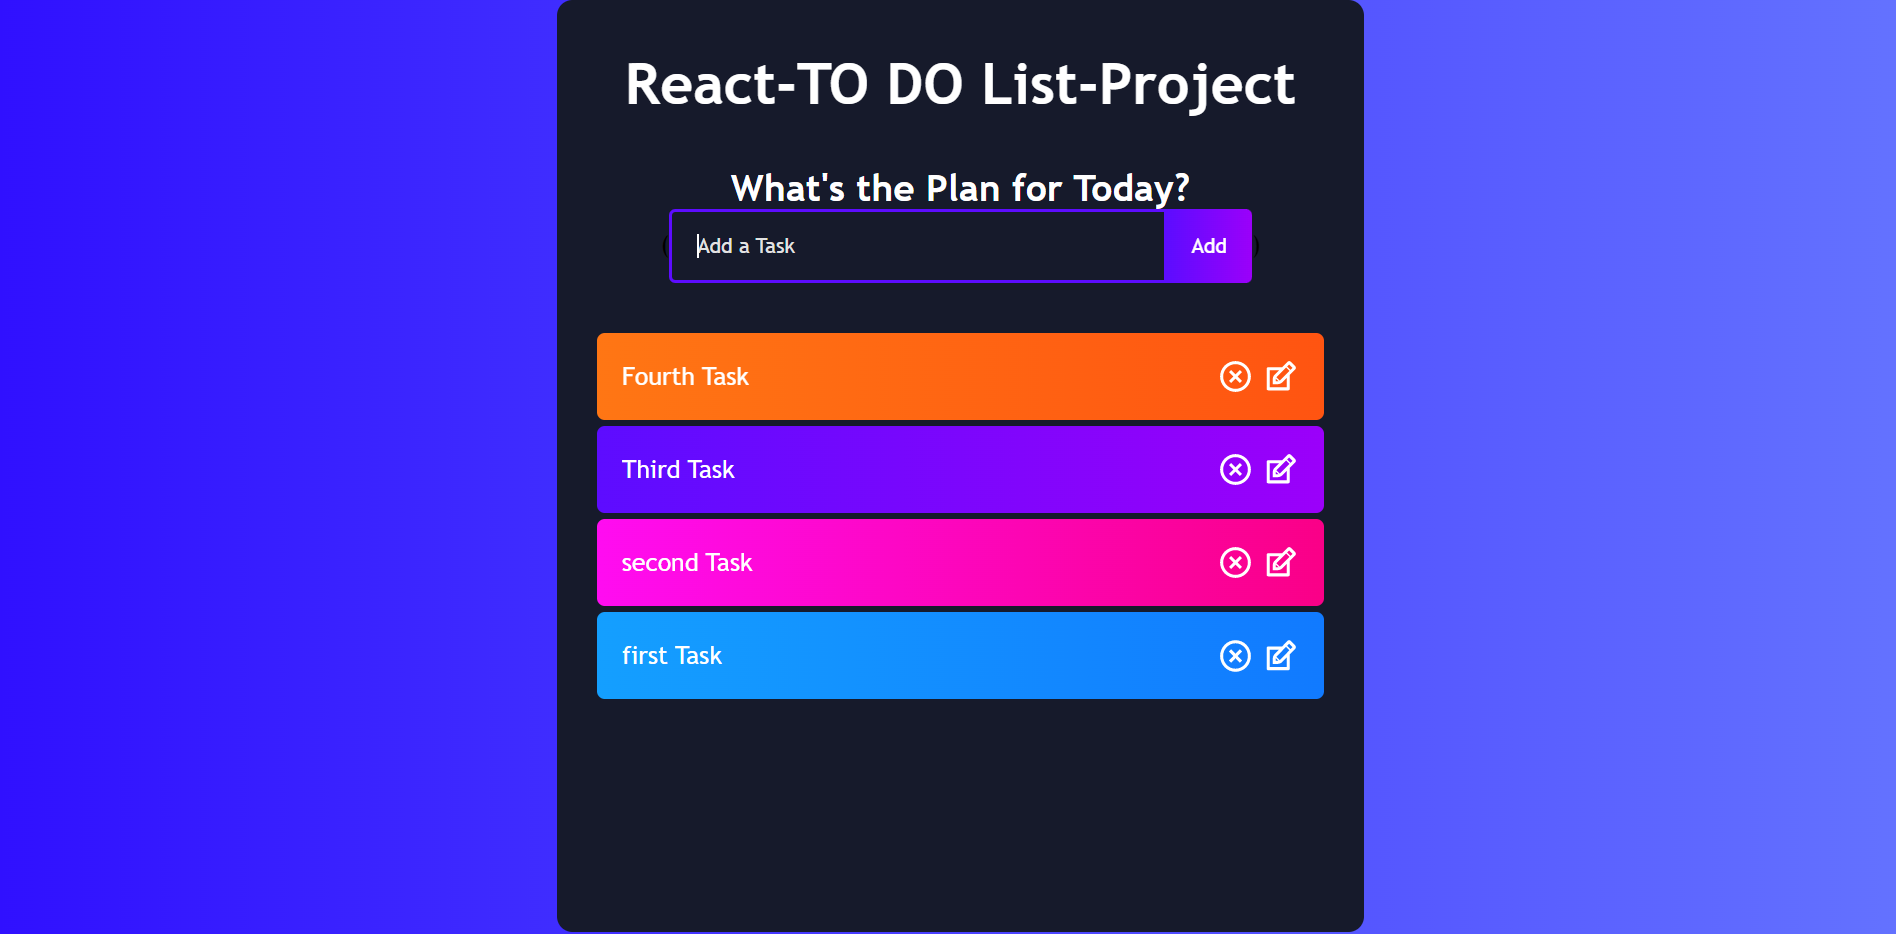 React-TO DO List-Project
What's the Plan for Today?
( Add a Task Add )
Fourth Task
Third Task
second Task
first Task